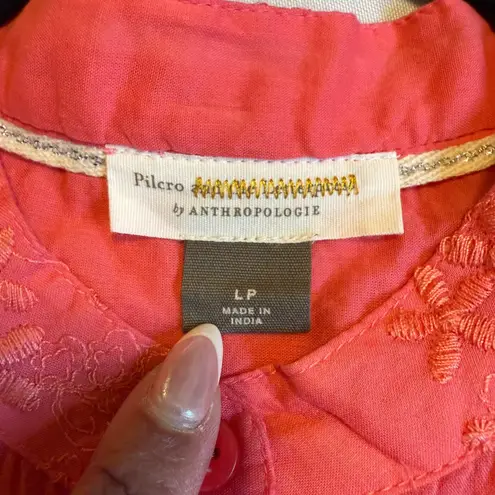 Pilcro
by ANTHROPOLOGIE
LP
MADE IN
INDIA